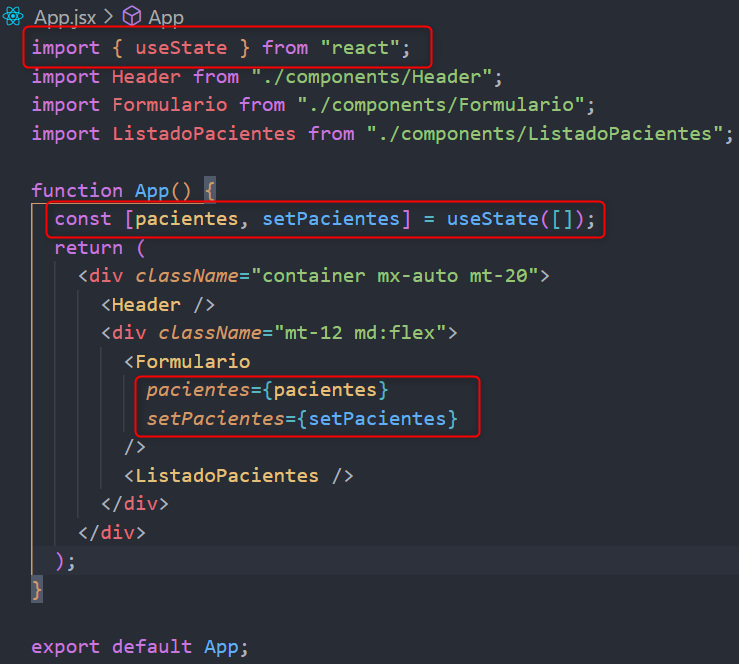 App.jsx > App
import { useState } from "react";
import Header from "./components/Header";
import Formulario from "./components/Formulario";
import ListadoPacientes from "./components/ListadoPacientes";

function App() {
  const [pacientes, setPacientes] = useState([]);
  return (
    <div className="container mx-auto mt-20">
      <Header />
      <div className="mt-12 md:flex">
        <Formulario
          pacientes={pacientes}
          setPacientes={setPacientes}
        />
        <ListadoPacientes />
      </div>
    </div>
  );
}

export default App;